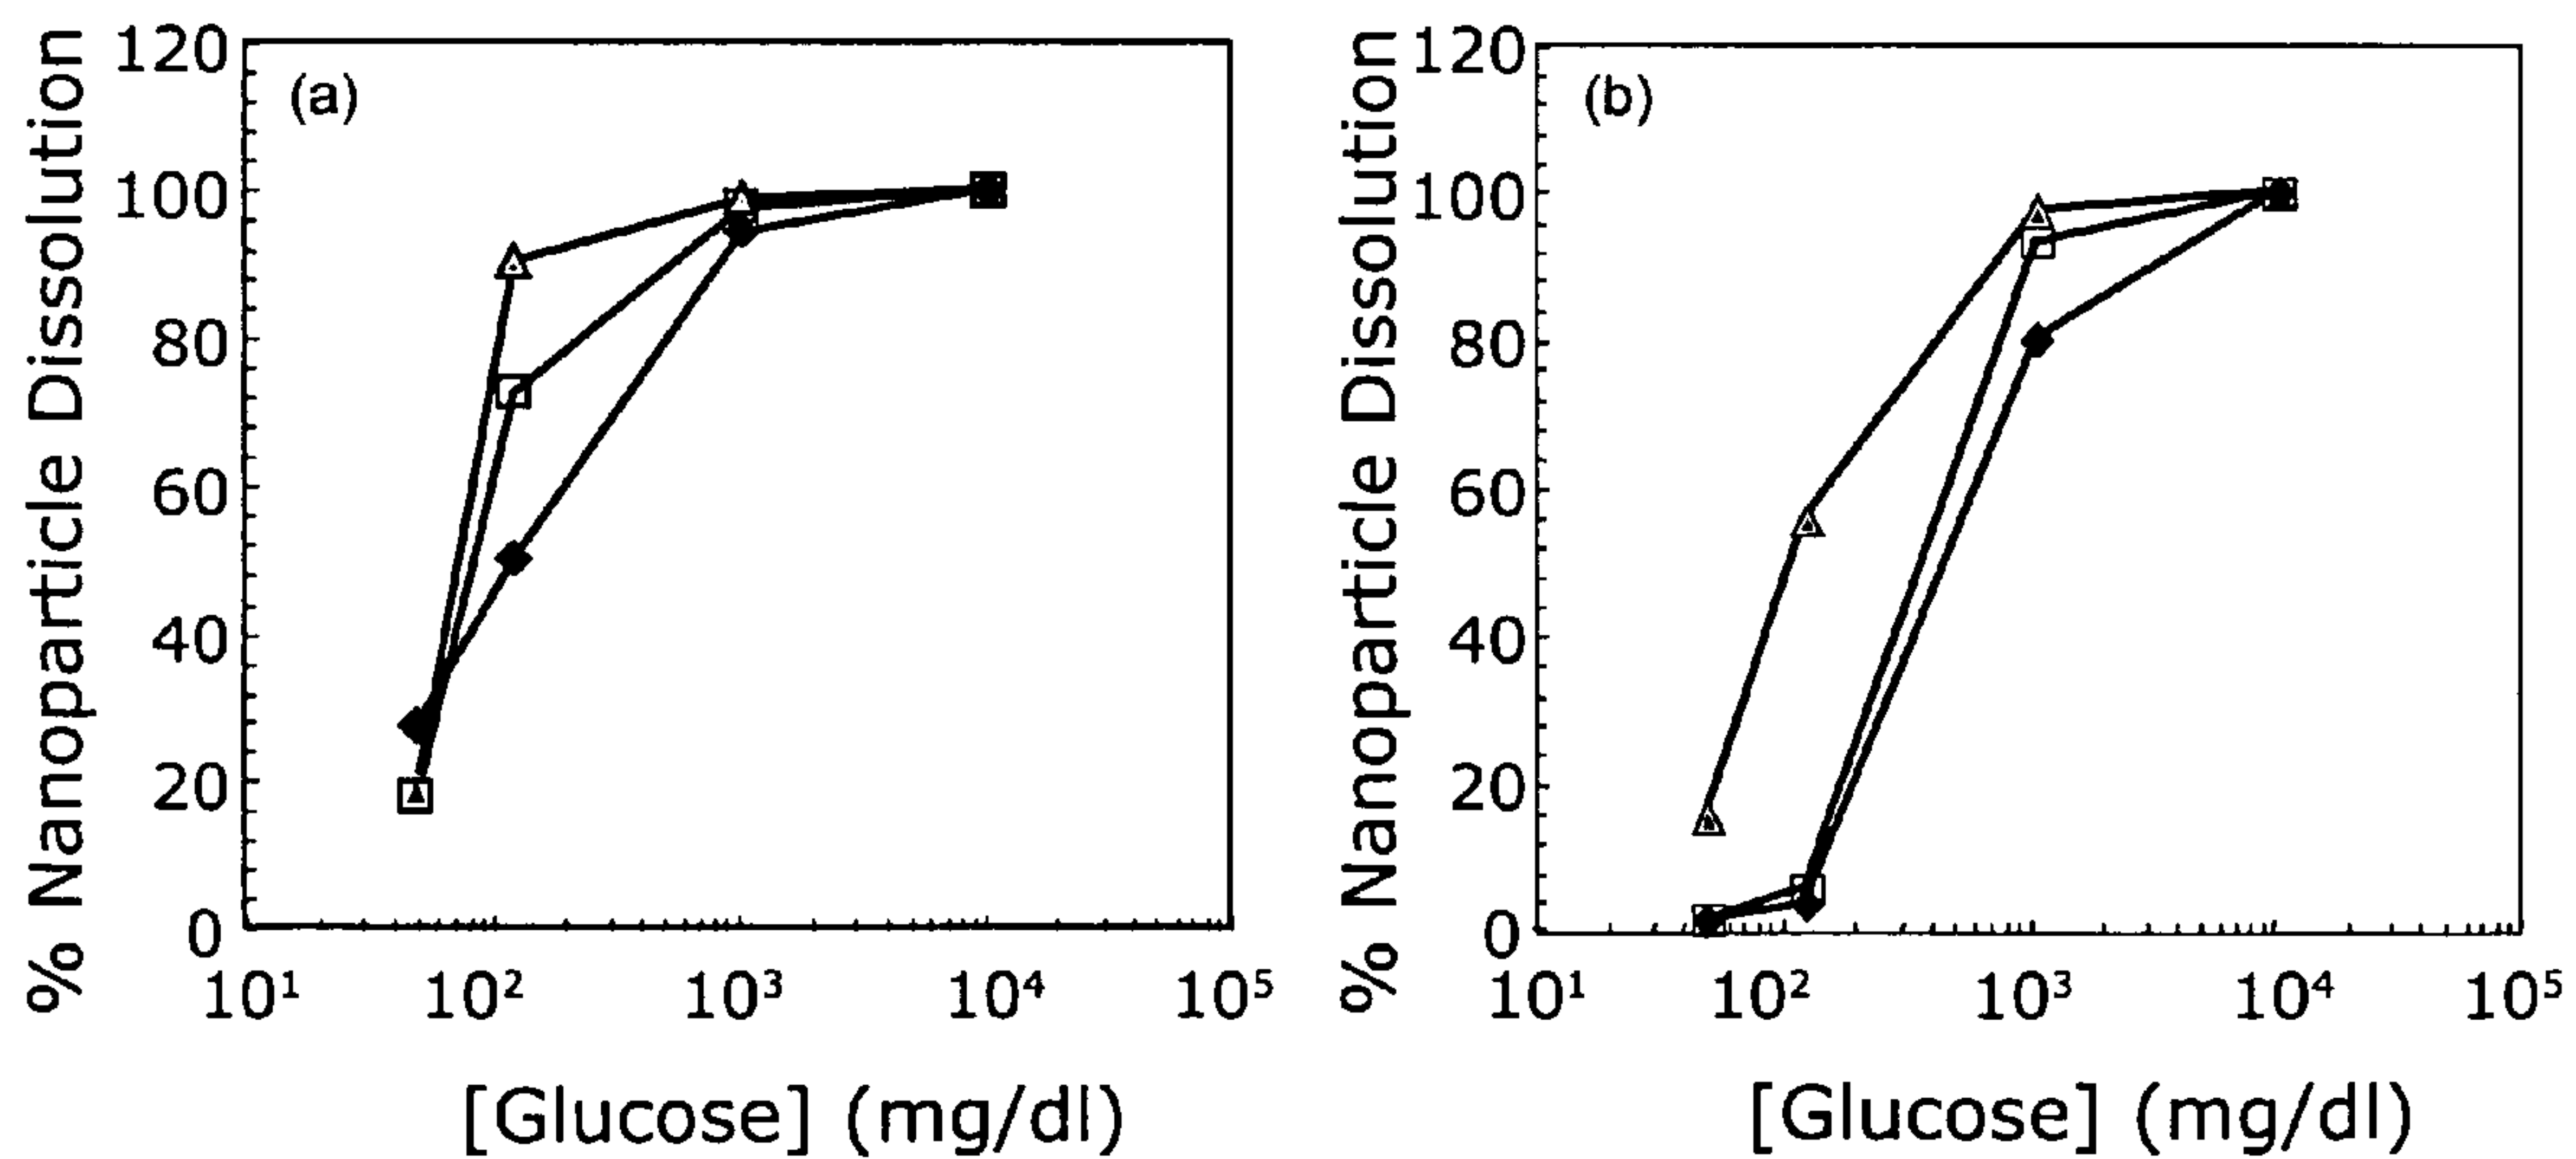 % Nanoparticle Dissolution
120
100
80
60
40
20
0
(a)
10¹ 10² 10³ 10⁴ 10⁵
[Glucose] (mg/dl)
% Nanoparticle Dissolution
120
100
80
60
40
20
0
(b)
10¹ 10² 10³ 10⁴ 10⁵
[Glucose] (mg/dl)